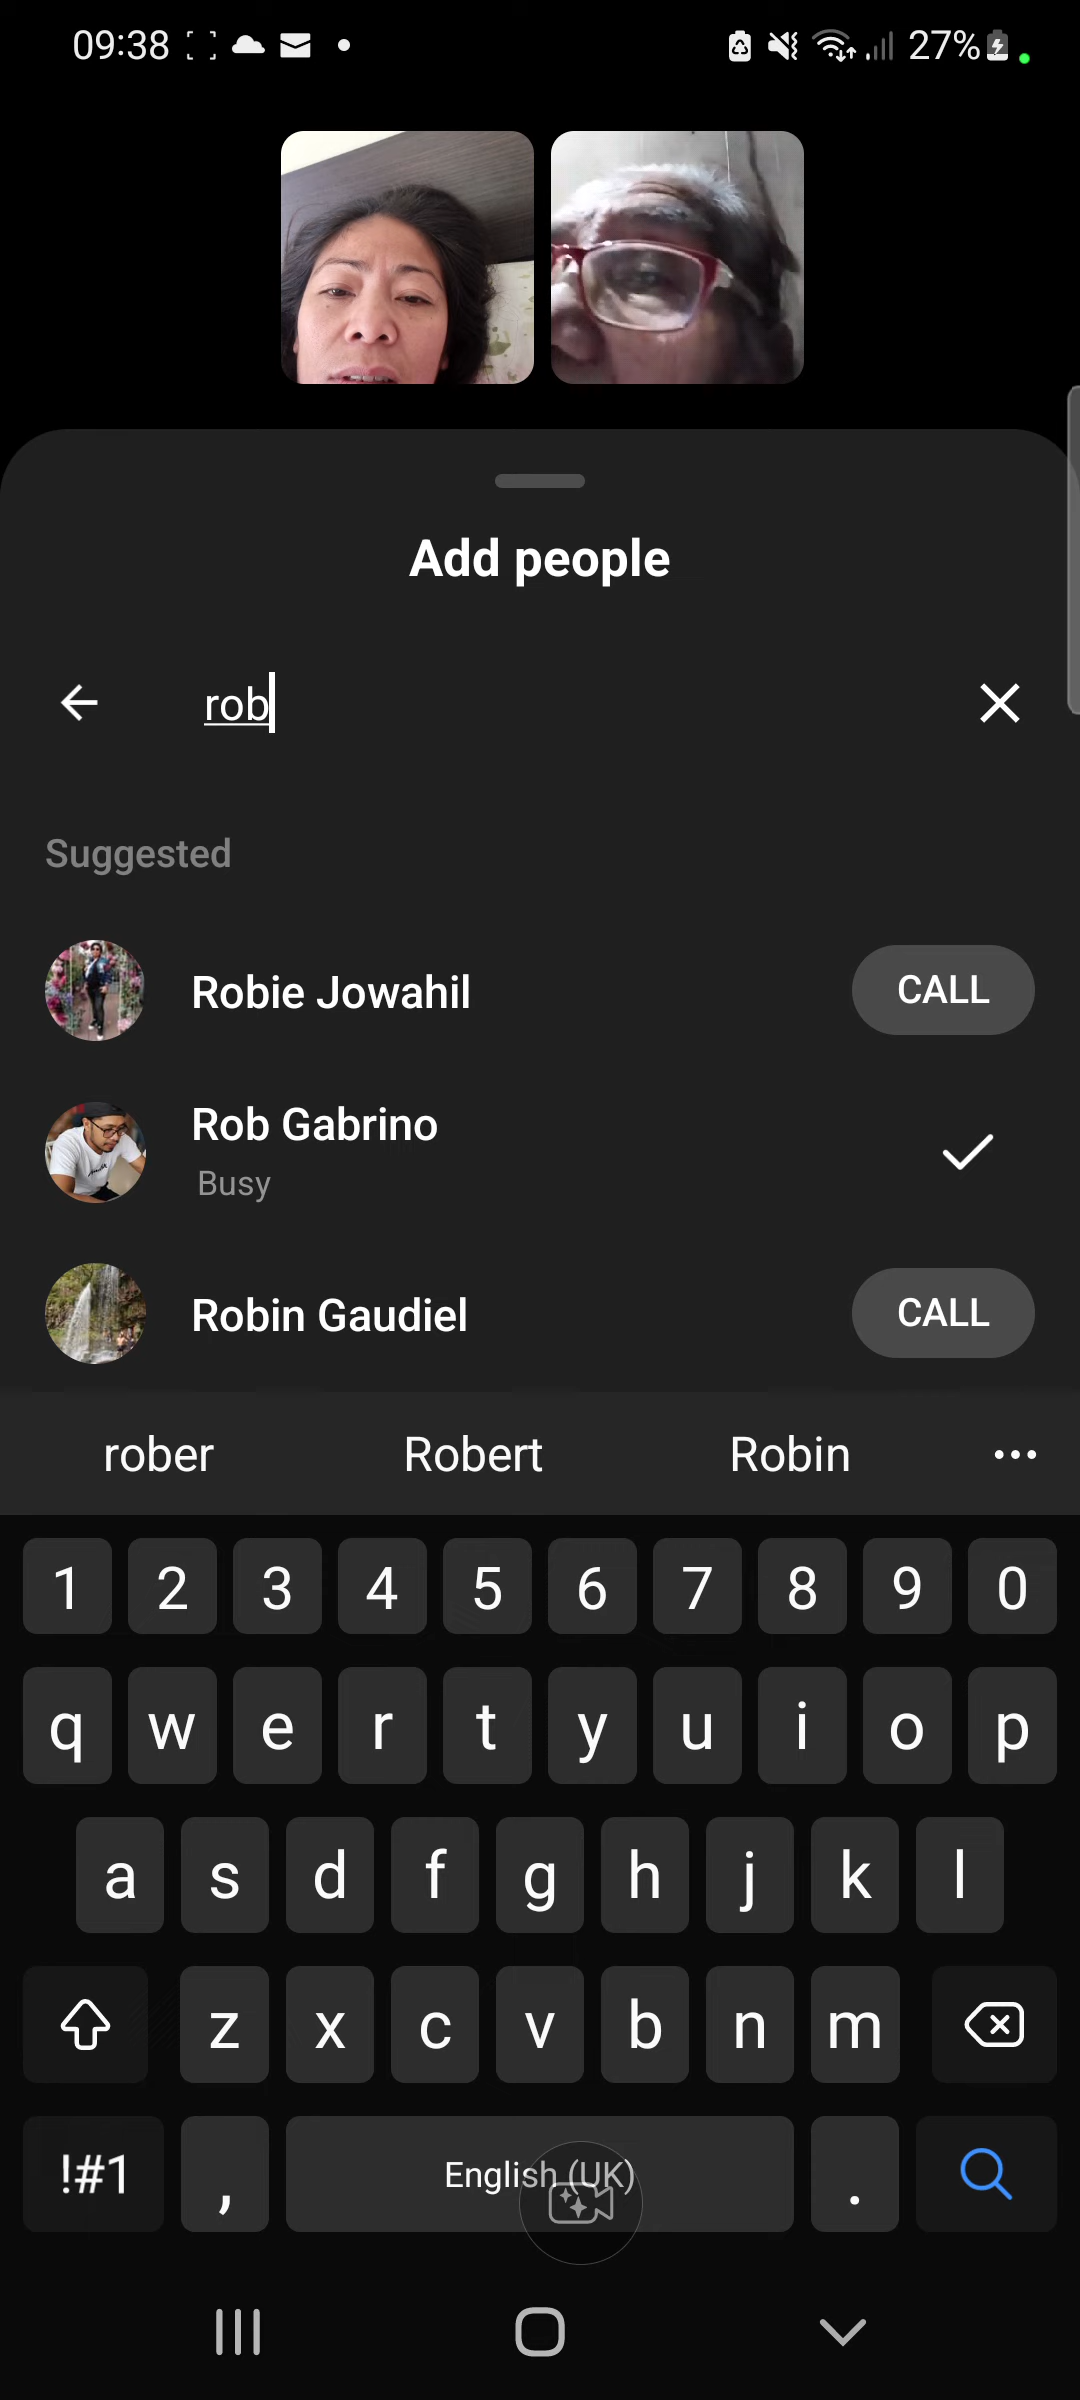 09:38 27%
Add people
rob
Suggested
Robie Jowahil CALL
Rob Gabrino
Busy
Robin Gaudiel CALL
rober Robert Robin ...
1 2 3 4 5 6 7 8 9 0
q w e r t y u i o p
a s d f g h j k l
z x c v b n m
!#1 , English (UK) .